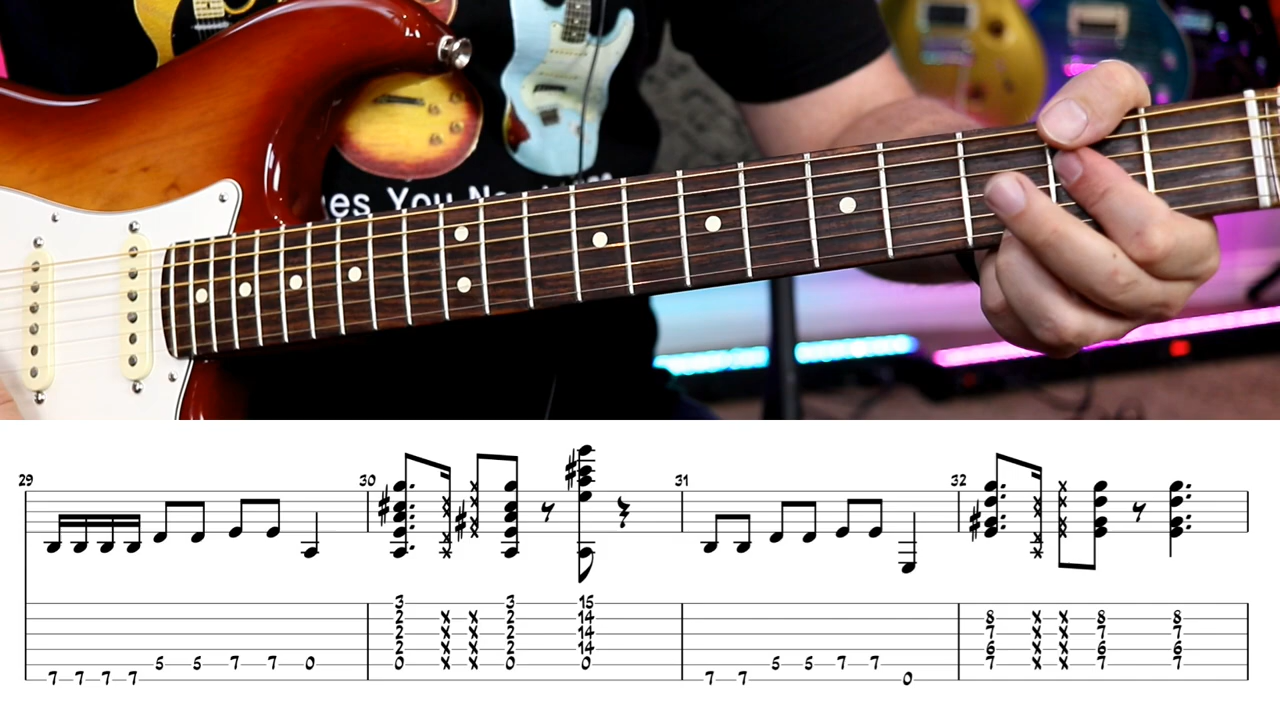 es You N
29 30 31 32
3 3 15 
2 x x 2 14 8 x x 8 8
2 x x 2 14 7 x x 7 7
2 x x 2 14 6 x x 6 6
5 5 7 7 0 0 x x 0 0 5 5 7 7 7 x x 7 7
7 7 7 7 7 7 0